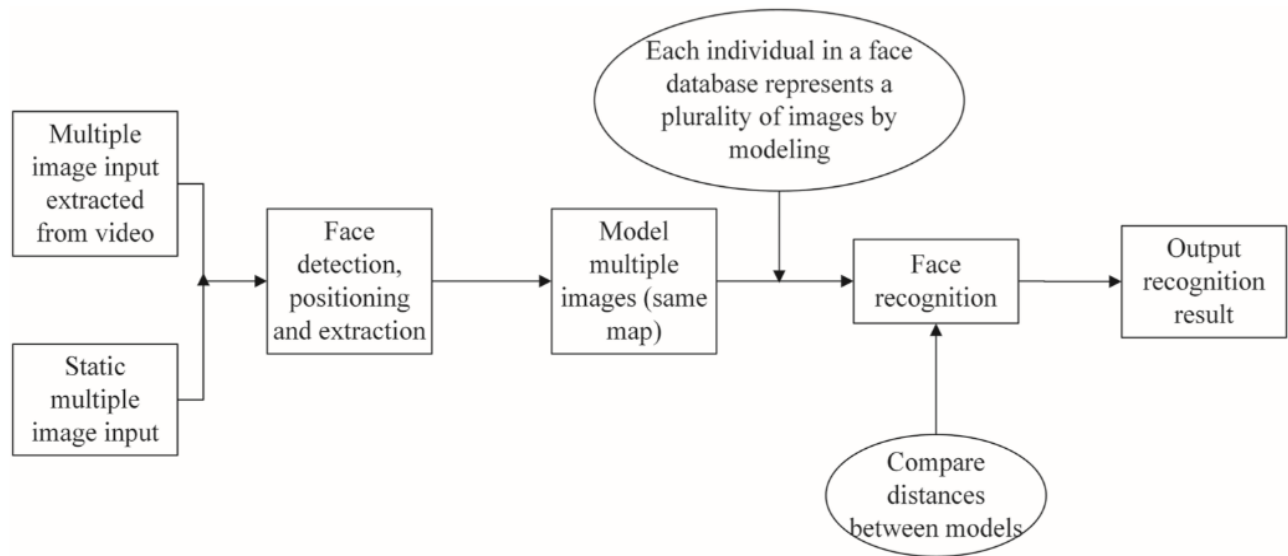 Multiple
image input
extracted
from video
Static
multiple
image input
Face
detection,
positioning
and extraction
Model
multiple
images (same
map)
Each individual in a face
database represents a
plurality of images by
modeling
Face
recognition
Compare
distances
between models
Output
recognition
result